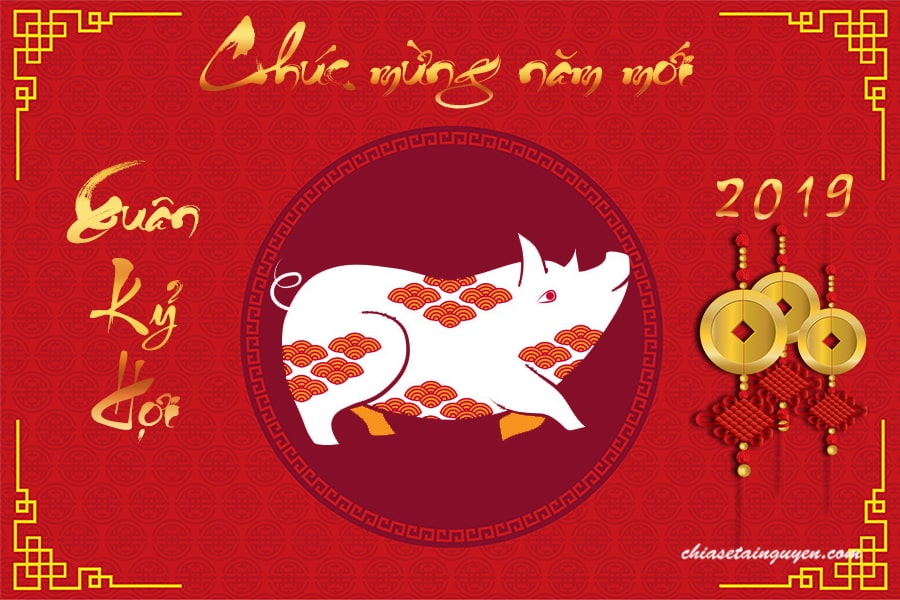 Chúc mừng năm mới
Xuân
Kỷ
Hợi
2019
chiasetainguyen.com